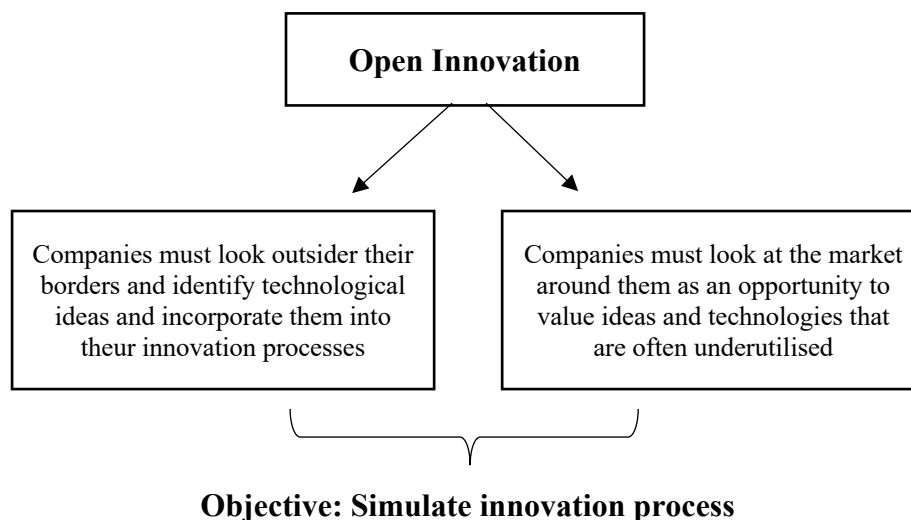 Open Innovation
Companies must look outsider their
borders and identify technological
ideas and incorporate them into
theur innovation processes
Companies must look at the market
around them as an opportunity to
value ideas and technologies that
are often underutilised
Objective: Simulate innovation process